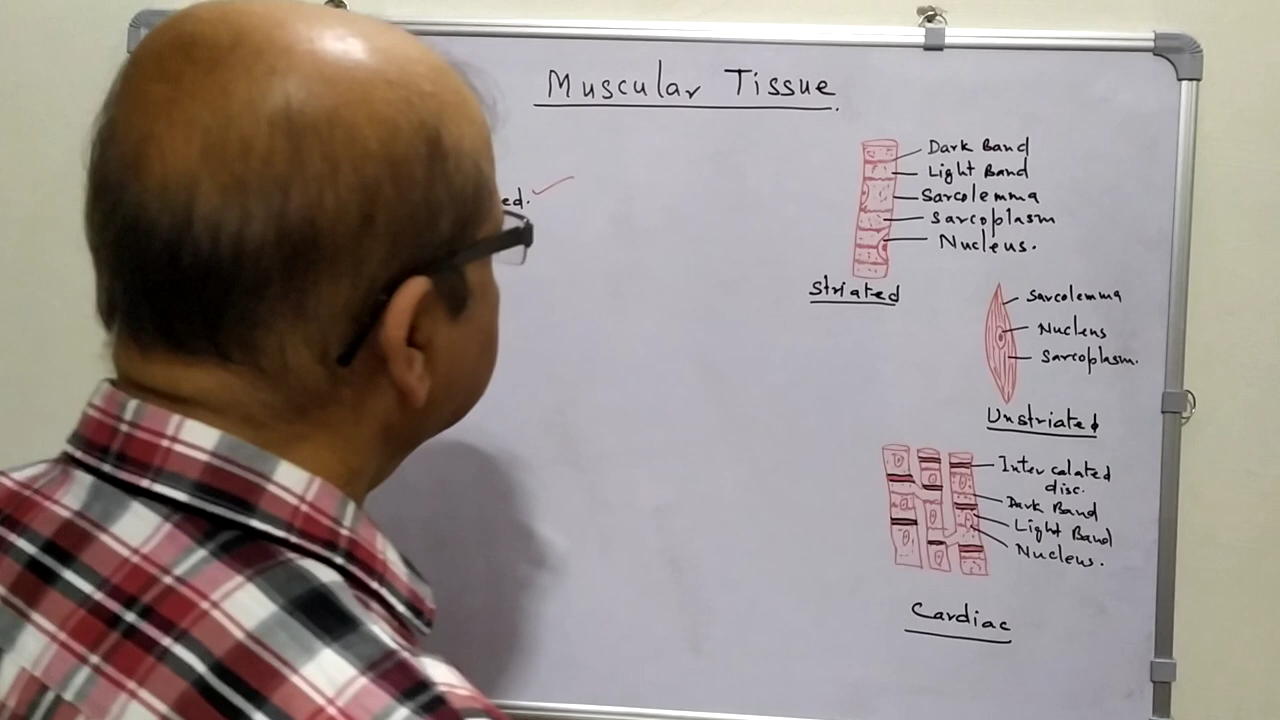 Muscular Tissue.
ed.
Dark Band
Light Band
Sarcolemma
Sarcoplasm
Nucleus.
Striated
Sarcolemma
Nucleus
Sarcoplasm.
Unstriated
Intercalated
disc.
Dark Band
Light Band
Nucleus.
Cardiac